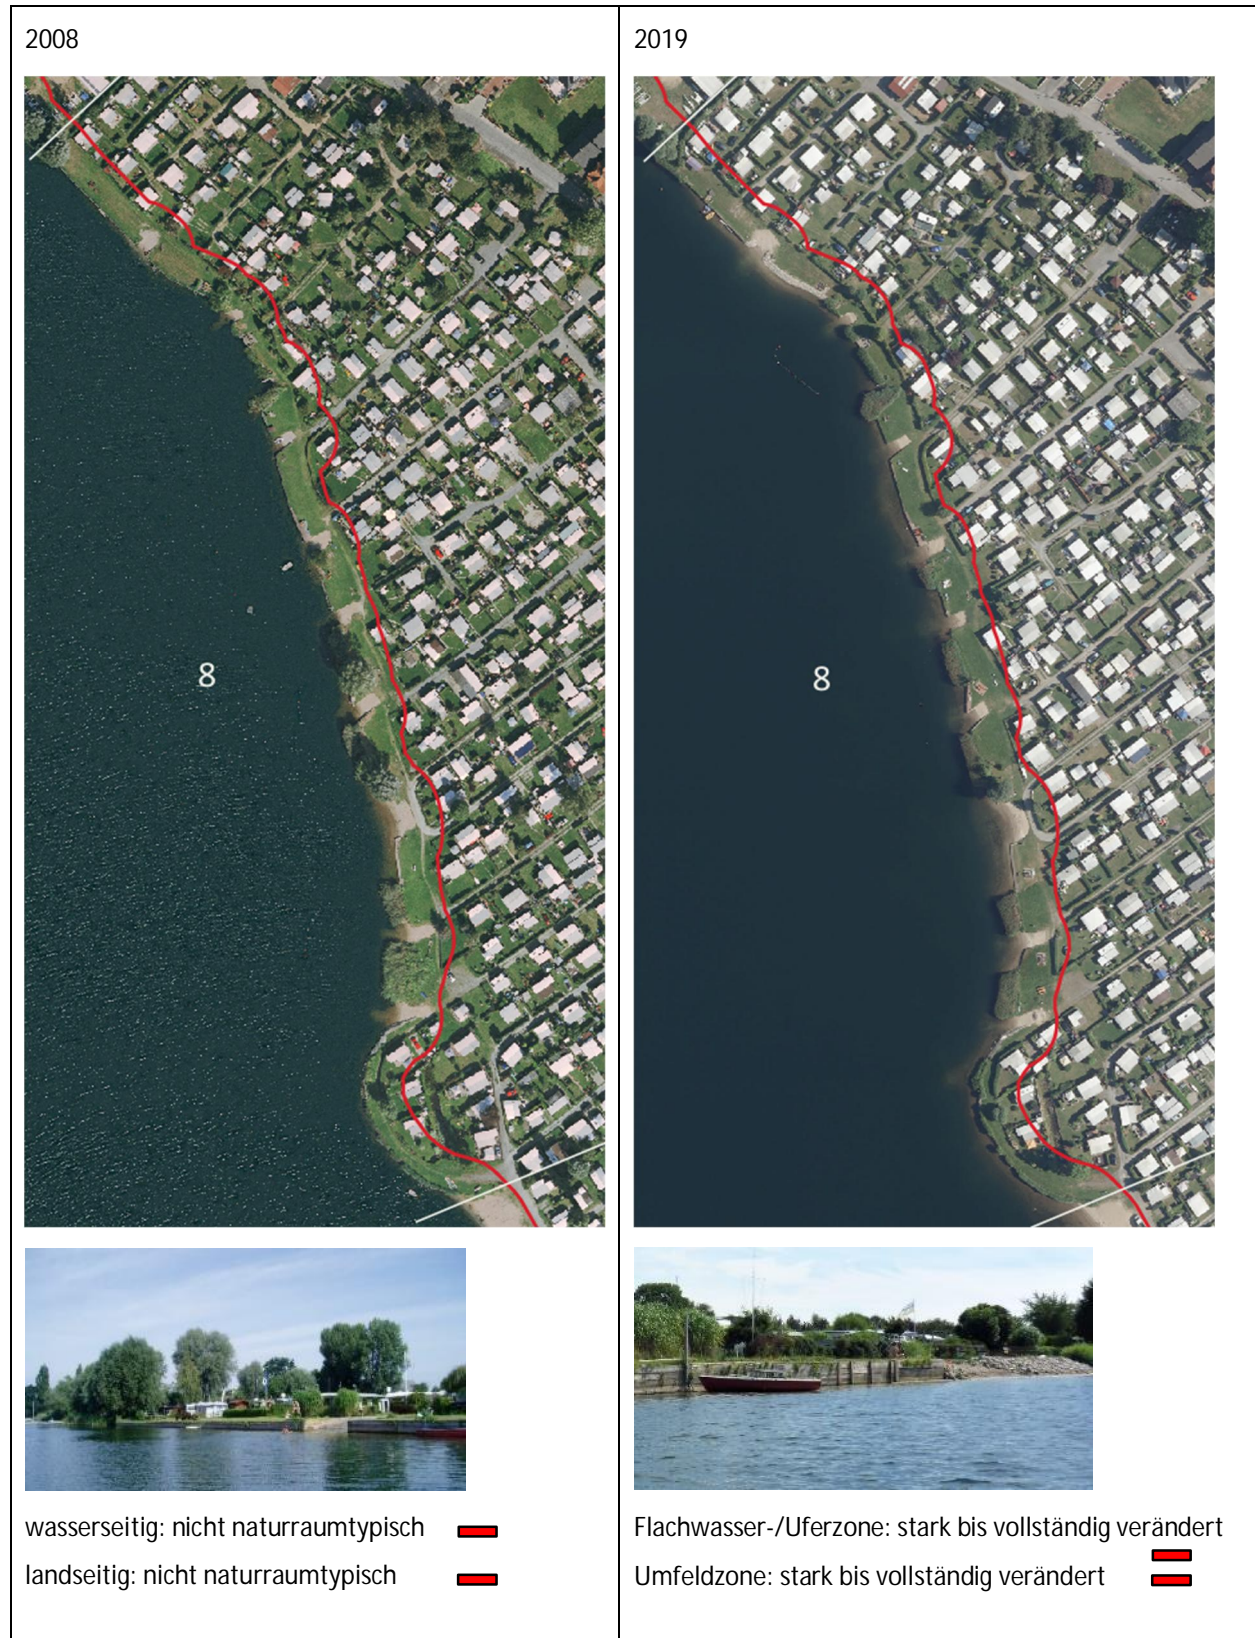 2008
8
wasserseitig: nicht naturraumtypisch
landseitig: nicht naturraumtypisch
2019
8
Flachwasser-/Uferzone: stark bis vollständig verändert
Umfeldzone: stark bis vollständig verändert